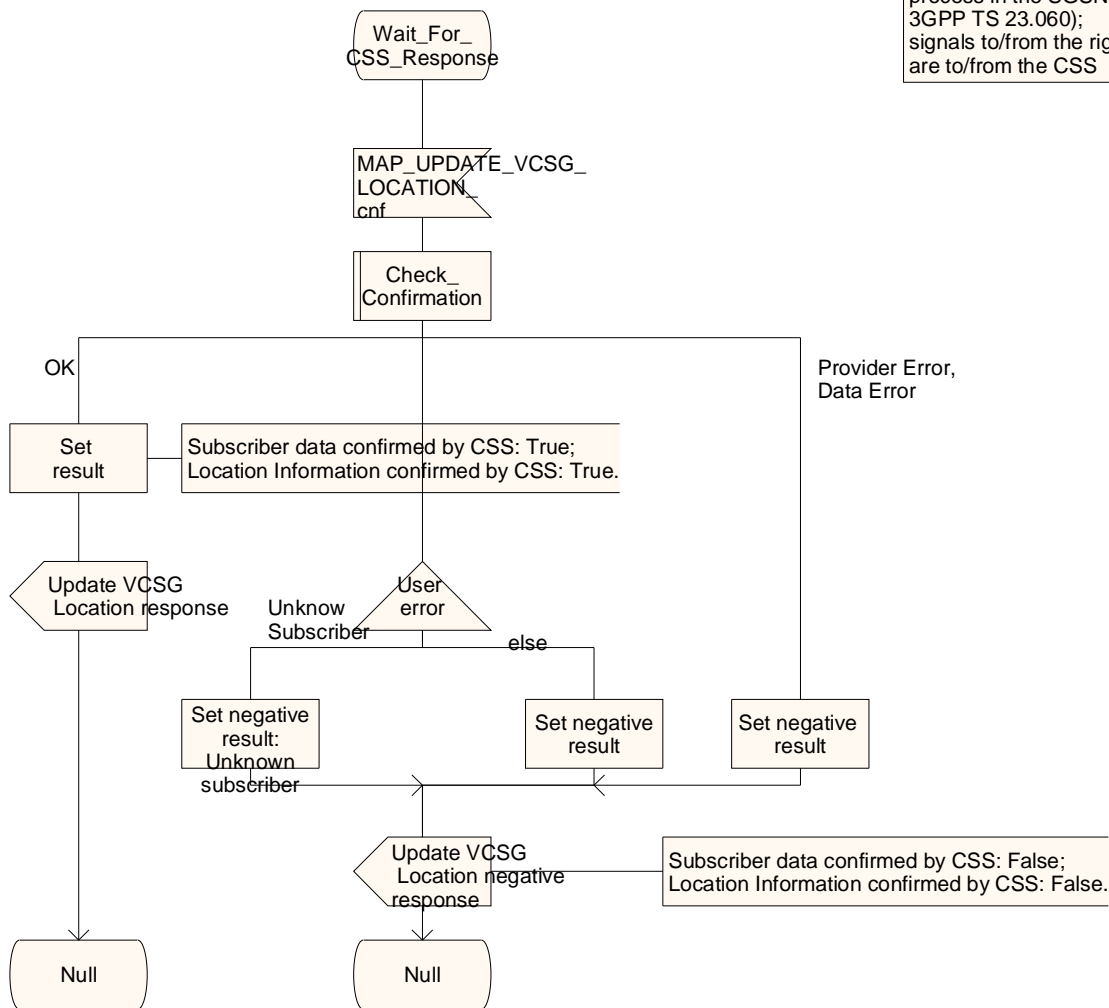 process in the SGSN
3GPP TS 23.060);
signals to/from the rig
are to/from the CSS
Wait_For_
CSS_Response
MAP_UPDATE_VCSG_
LOCATION_
cnf
Check_
Confirmation
OK
Provider Error,
Data Error
Set
result
Subscriber data confirmed by CSS: True;
Location Information confirmed by CSS: True.
Update VCSG
Location response
User
error
Unknow
Subscriber
else
Set negative
result:
Unknown
subscriber
Set negative
result
Set negative
result
Update VCSG
Location negative
response
Subscriber data confirmed by CSS: False;
Location Information confirmed by CSS: False.
Null
Null